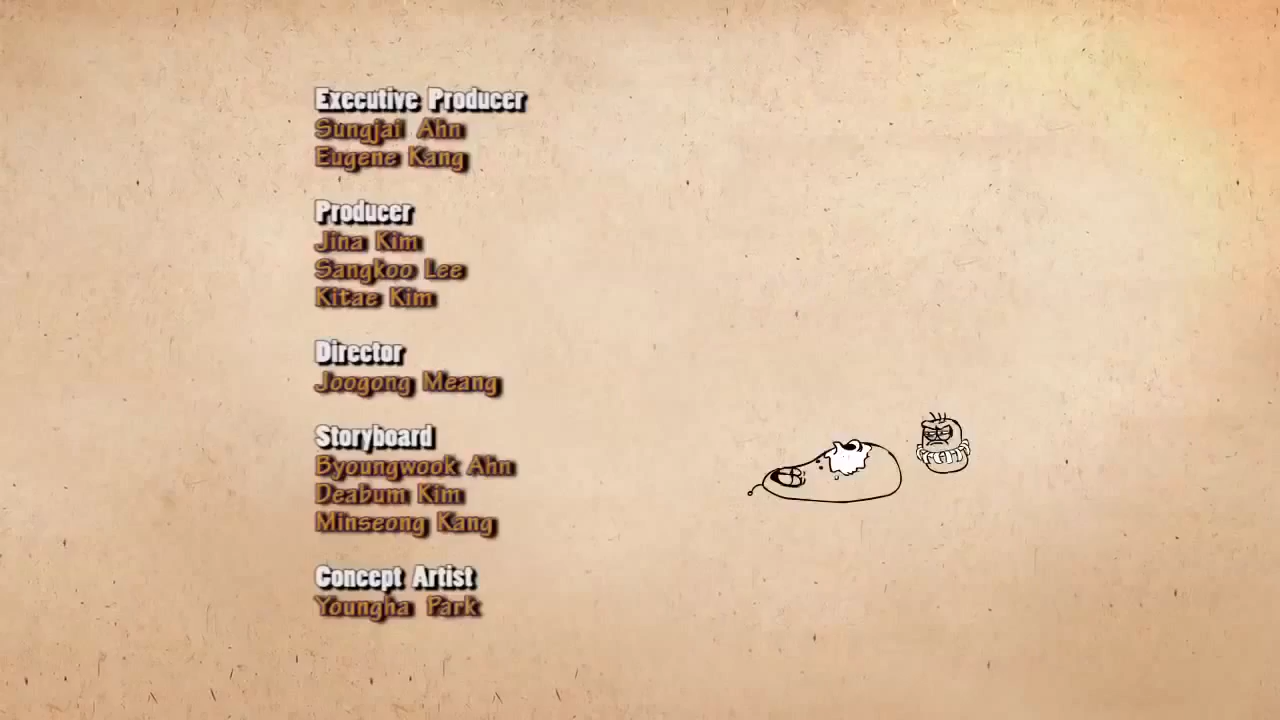 Executive Producer
Sungjai Ahn
Eugene Kang
Producer
Jina Kim
Sangkoo Lee
Kitae Kim
Director
Joogong Meang
Storyboard
Byoungwook Ahn
Deabum Kim
Minseong Kang
Concept Artist
Youngha Park